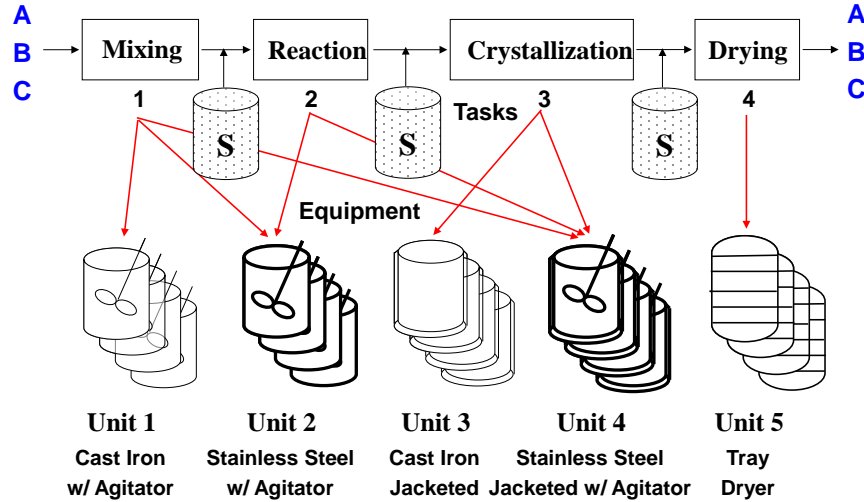 A
B
C
Mixing
Reaction
Crystallization
Drying
A
B
C
1
2
Tasks
3
4
S
S
S
Equipment
Unit 1
Unit 2
Unit 3
Unit 4
Unit 5
Cast Iron
w/ Agitator
Stainless Steel
w/ Agitator
Cast Iron
Jacketed
Stainless Steel
Jacketed w/ Agitator
Tray
Dryer